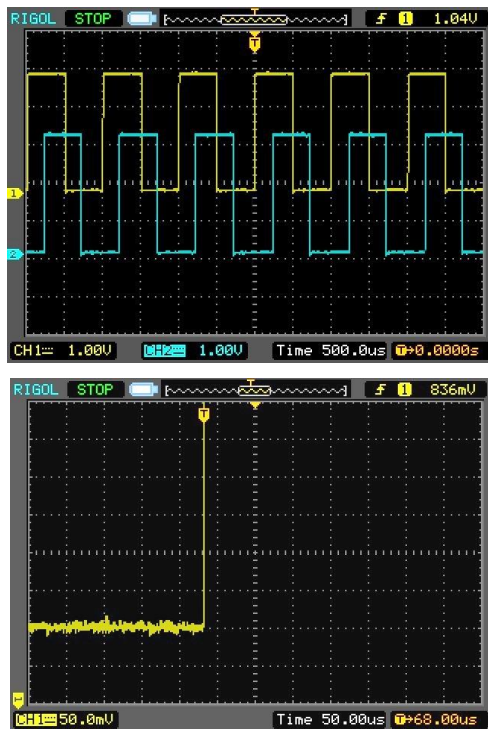 RIGOL STOP T f 1 1.04V
T
1
2
CH1 1.00V CH2 1.00V Time 500.0us T→0.0000s
RIGOL STOP T f 1 836mV
T
CH1 50.0mV Time 50.00us T→68.00us